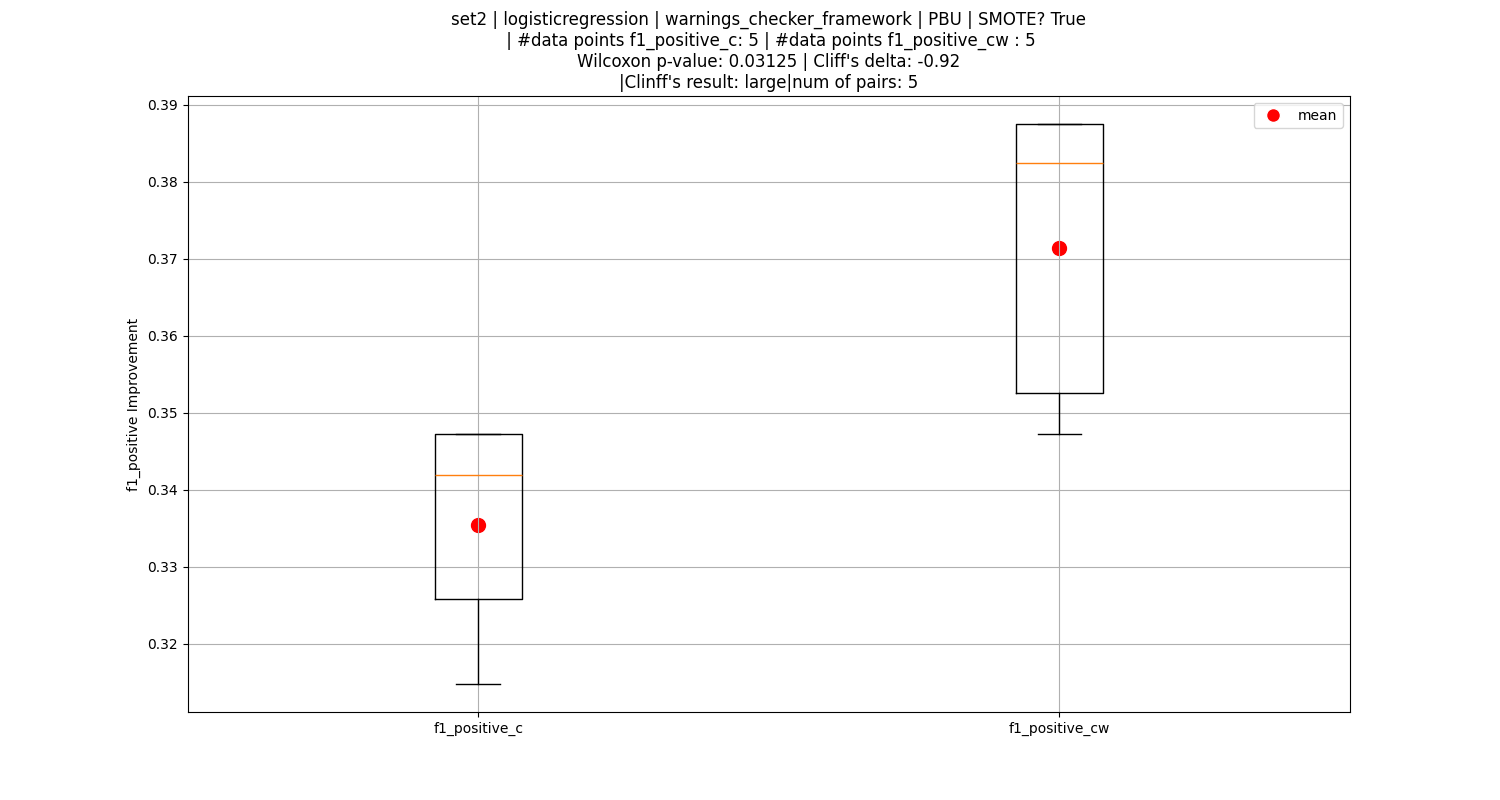 set2 | logisticregression | warnings_checker_framework | PBU | SMOTE? True
| #data points f1_positive_c: 5 | #data points f1_positive_cw : 5
Wilcoxon p-value: 0.03125 | Cliff's delta: -0.92
|Clinff's result: large|num of pairs: 5
mean
f1_positive Improvement
0.39
0.38
0.37
0.36
0.35
0.34
0.33
0.32
f1_positive_c
f1_positive_cw